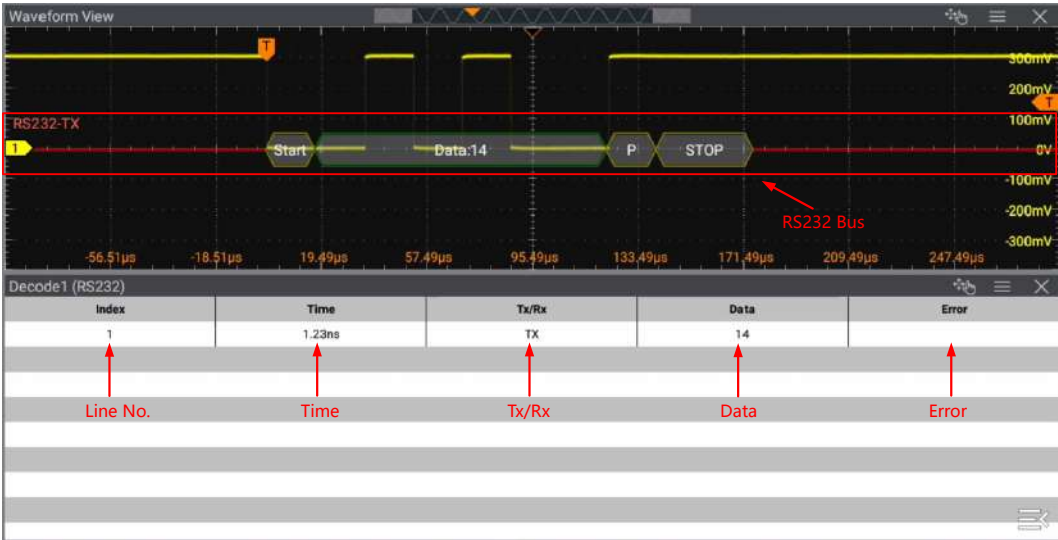 Waveform View
T
300mV
200mV
T
100mV
RS232-TX
1
Start
Data:14
P
STOP
0V
-100mV
-200mV
RS232 Bus
-300mV
-56.51µs -18.51µs 19.49µs 57.49µs 95.49µs 133.49µs 171.49µs 209.49µs 247.49µs
Decode1 (RS232)
Index Time Tx/Rx Data Error
1 1.23ns TX 14
Line No. Time Tx/Rx Data Error